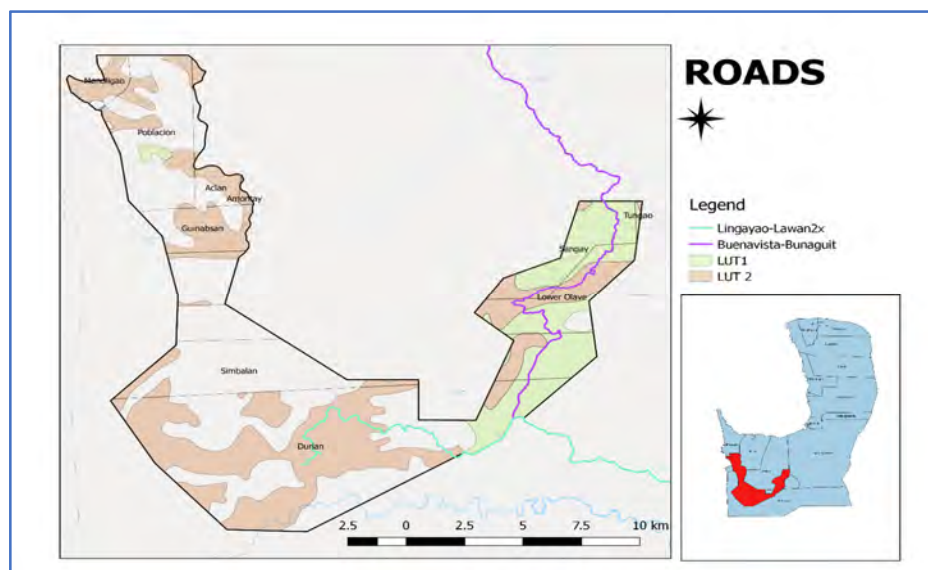 ROADS
Legend
Lingayao-Lawan2x
Buenavista-Bunaguit
LUT1
LUT 2
Poblacion
Aclan
Amontay
Guinabsan
Simbalan
Durian
Tungao
Sangay
Lower Olave
2.5 0 2.5 5 7.5 10 km